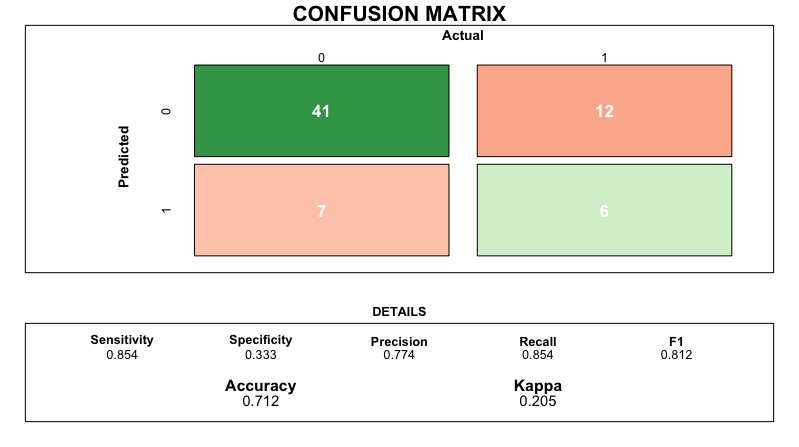 CONFUSION MATRIX
Actual
0 1
Predicted
0 41 12
1 7 6
DETAILS
Sensitivity Specificity Precision Recall F1
0.854 0.333 0.774 0.854 0.812
Accuracy Kappa
0.712 0.205